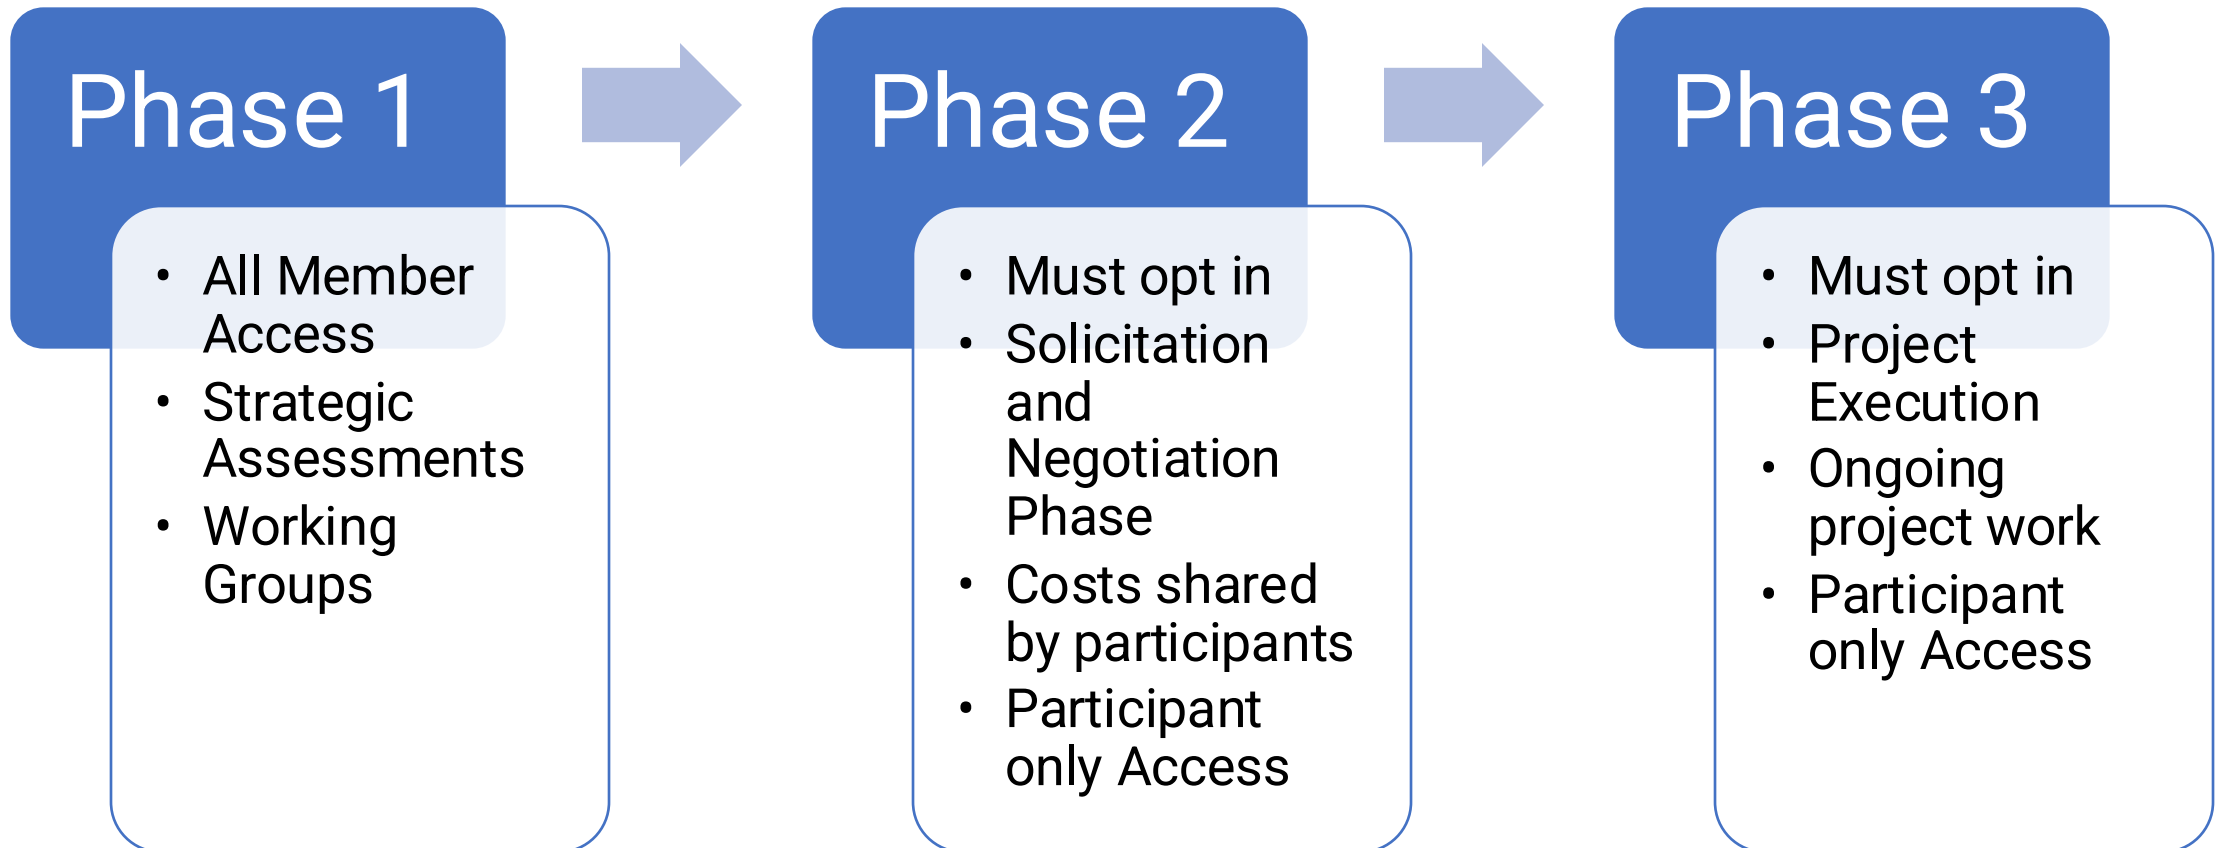 Phase 1
• All Member
Access
• Strategic
Assessments
• Working
Groups
Phase 2
• Must opt in
• Solicitation
and
Negotiation
Phase
• Costs shared
by participants
• Participant
only Access
Phase 3
• Must opt in
• Project
Execution
• Ongoing
project work
• Participant
only Access